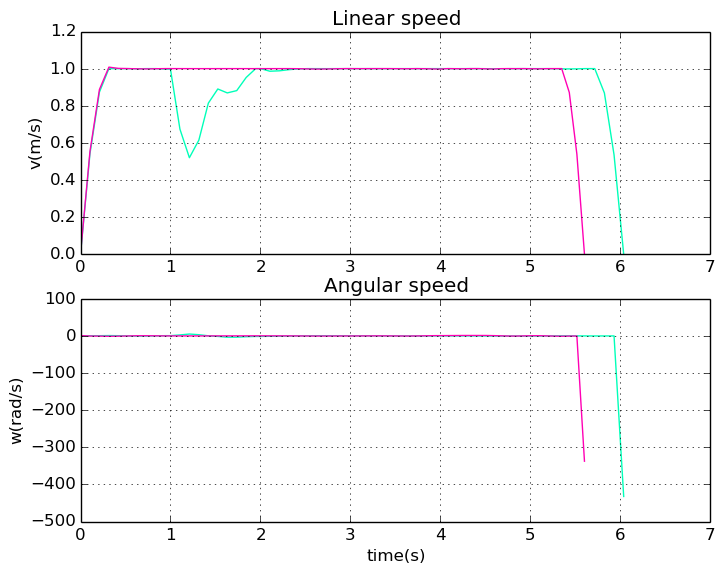 Linear speed
1.2
1.0
0.8
0.6
0.4
0.2
0.0
v(m/s)
0 1 2 3 4 5 6 7
Angular speed
100
0
−100
−200
−300
−400
−500
w(rad/s)
0 1 2 3 4 5 6 7
time(s)